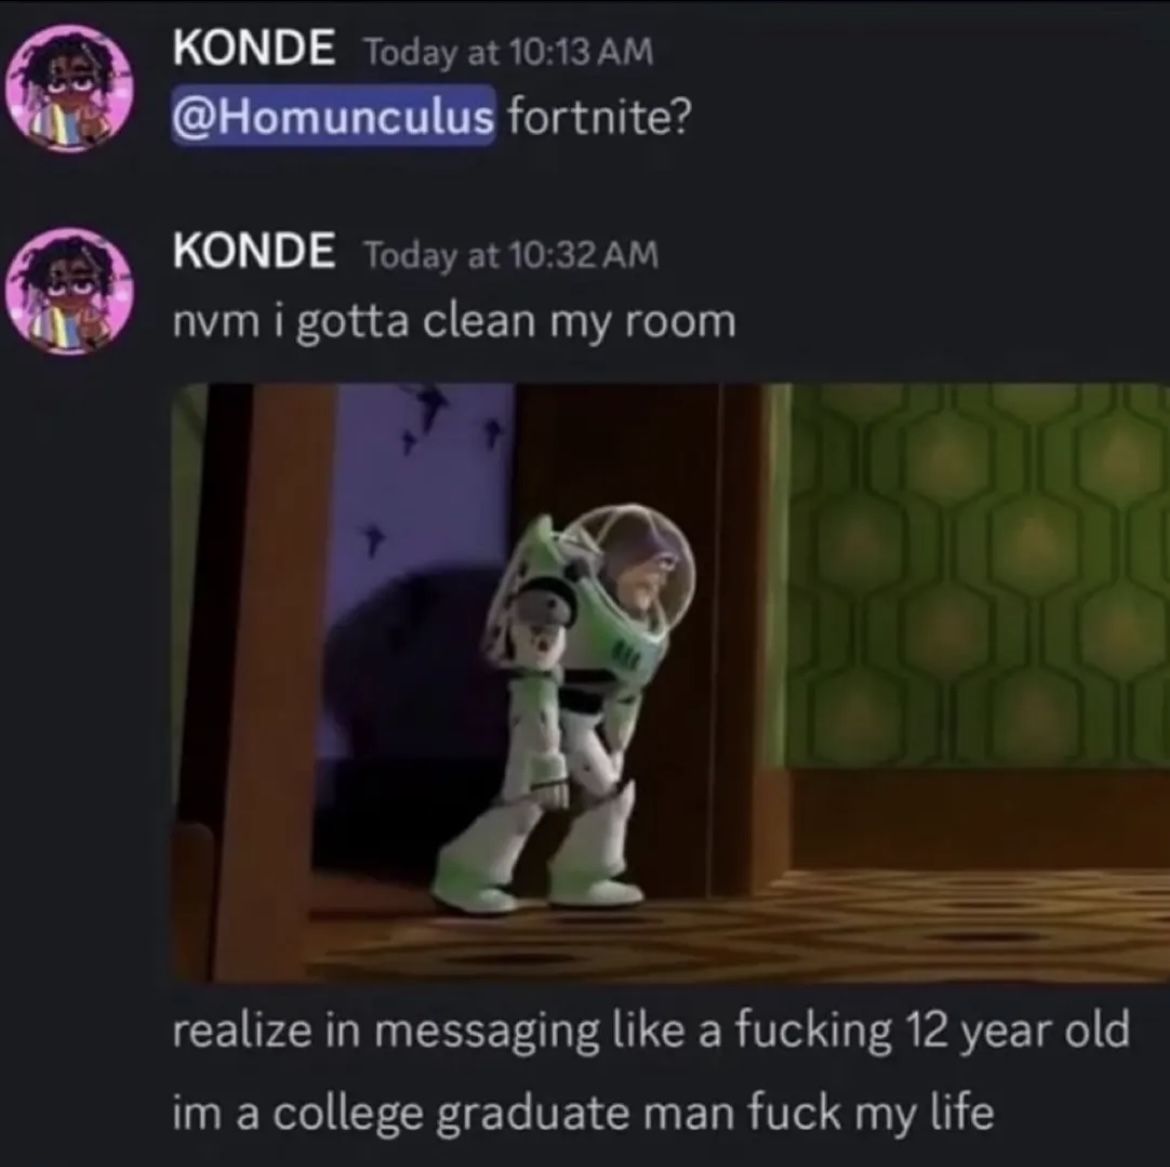 KONDE Today at 10:13 AM
@Homunculus fortnite?
KONDE Today at 10:32 AM
nvm i gotta clean my room
realize in messaging like a fucking 12 year old
im a college graduate man fuck my life